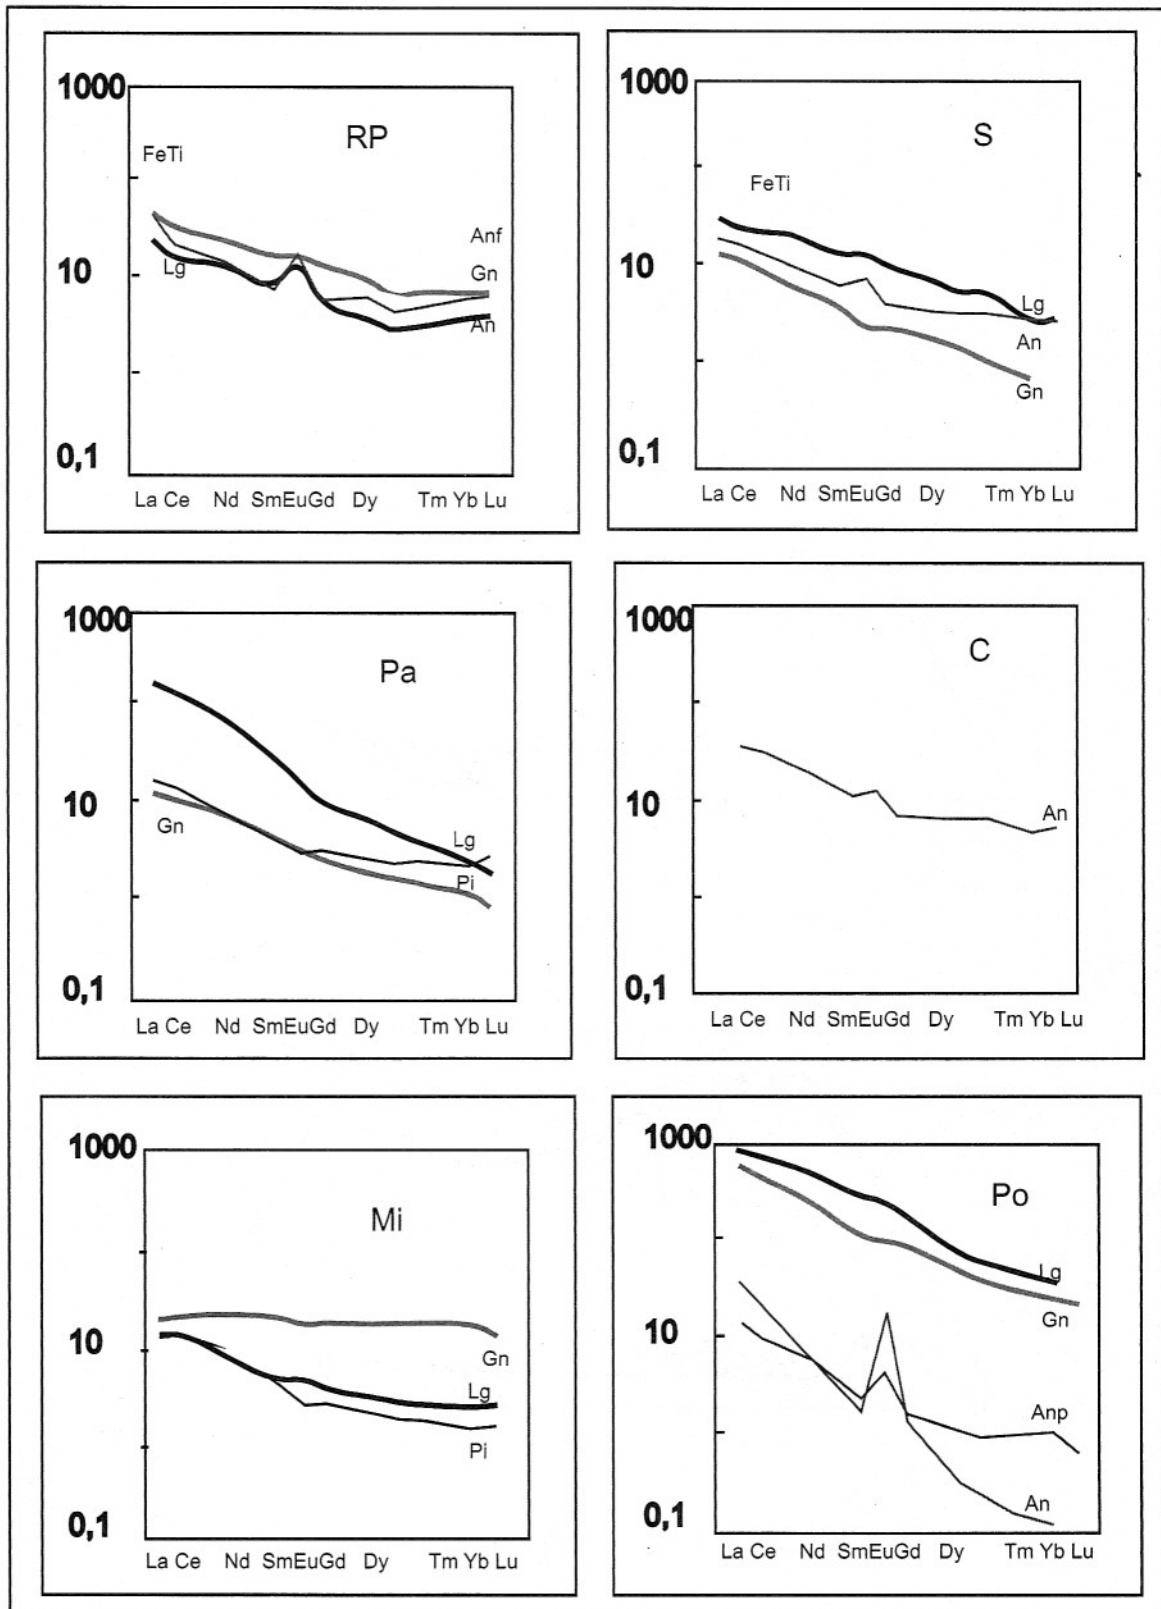 1000
RP
FeTi
Anf
10
Lg
Gn
An
0,1
La Ce Nd SmEuGd Dy Tm Yb Lu
1000
S
FeTi
10
Lg
An
Gn
0,1
La Ce Nd SmEuGd Dy Tm Yb Lu
1000
Pa
10
Gn
Lg
Pi
0,1
La Ce Nd SmEuGd Dy Tm Yb Lu
1000
C
10
An
0,1
La Ce Nd SmEuGd Dy Tm Yb Lu
1000
Mi
10
Gn
Lg
Pi
0,1
La Ce Nd SmEuGd Dy Tm Yb Lu
1000
Po
Lg
10
Gn
Anp
An
0,1
La Ce Nd SmEuGd Dy Tm Yb Lu